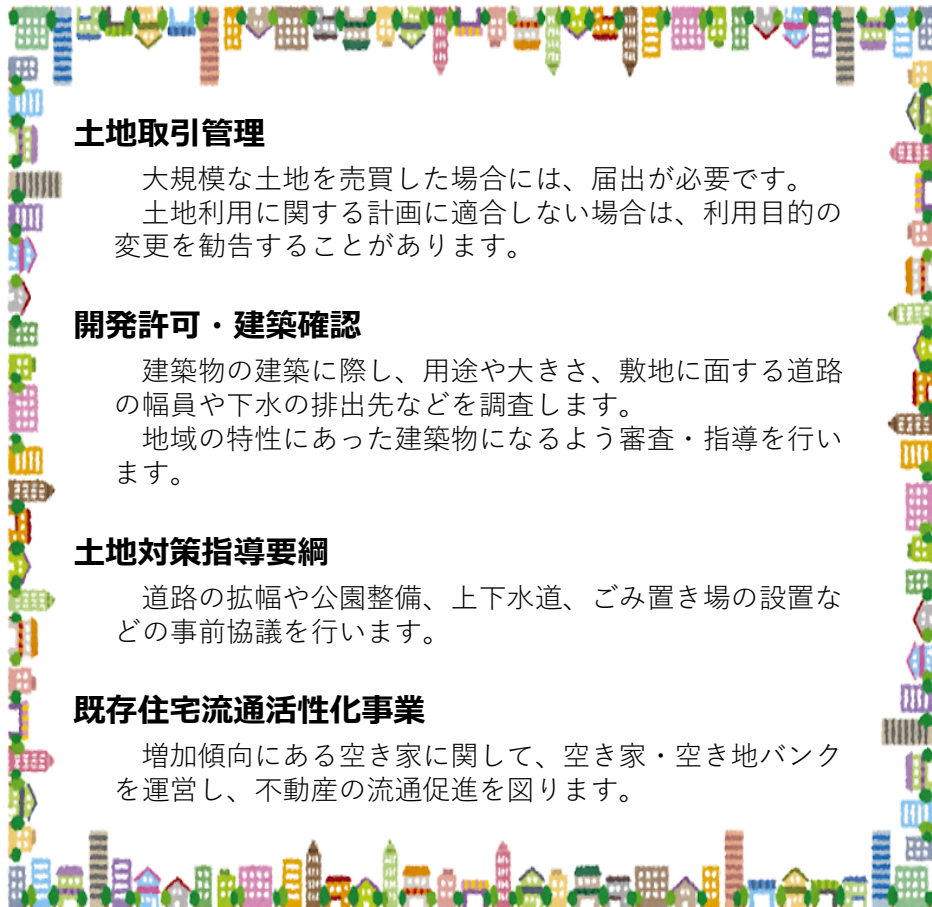 土地取引管理
大規模な土地を売買した場合には、届出が必要です。
土地利用に関する計画に適合しない場合は、利用目的の
変更を勧告することがあります。
開発許可・建築確認
建築物の建築に際し、用途や大きさ、敷地に面する道路
の幅員や下水の排出先などを調査します。
地域の特性にあった建築物になるよう審査・指導を行い
ます。
土地対策指導要綱
道路の拡幅や公園整備、上下水道、ごみ置き場の設置な
どの事前協議を行います。
既存住宅流通活性化事業
増加傾向にある空き家に関して、空き家・空き地バンク
を運営し、不動産の流通促進を図ります。